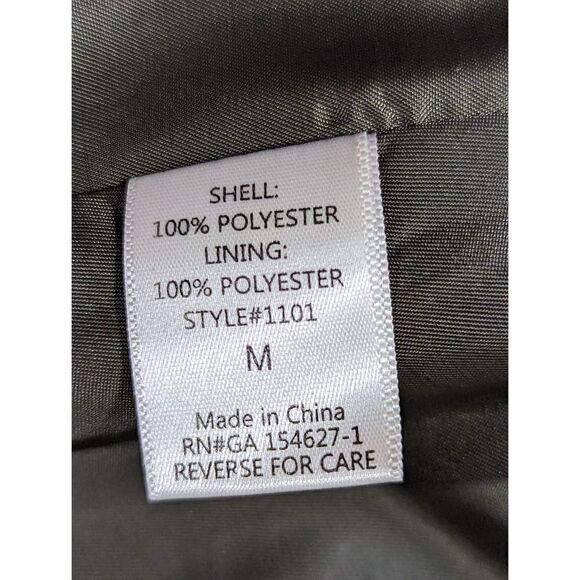 SHELL:
100% POLYESTER
LINING:
100% POLYESTER
STYLE#1101
M
Made in China
RN#GA 154627-1
REVERSE FOR CARE